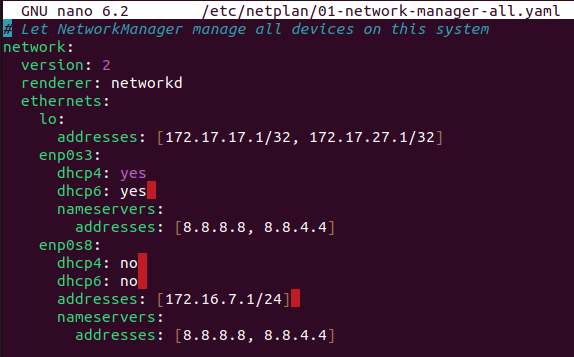 GNU nano 6.2 /etc/netplan/01-network-manager-all.yaml
# Let NetworkManager manage all devices on this system
network:
  version: 2
  renderer: networkd
  ethernets:
    lo:
      addresses: [172.17.17.1/32, 172.17.27.1/32]
    enp0s3:
      dhcp4: yes
      dhcp6: yes
      nameservers:
        addresses: [8.8.8.8, 8.8.4.4]
    enp0s8:
      dhcp4: no
      dhcp6: no
      addresses: [172.16.7.1/24]
      nameservers:
        addresses: [8.8.8.8, 8.8.4.4]